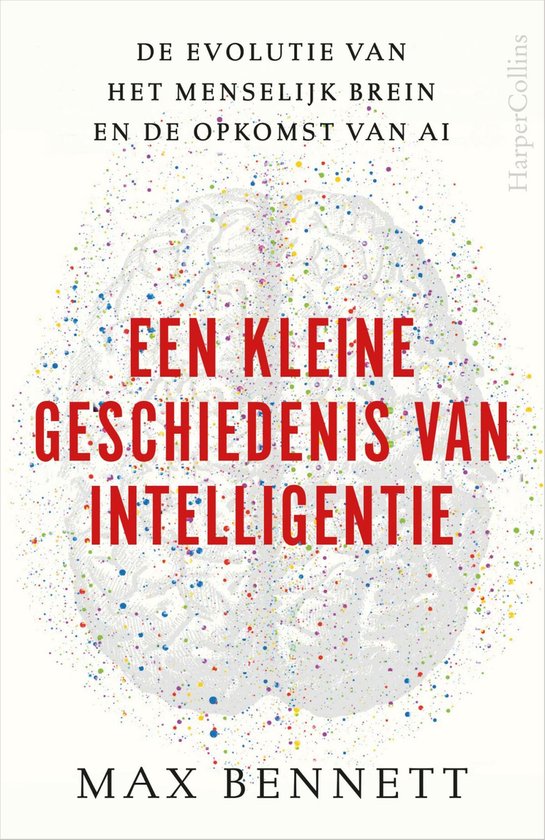 DE EVOLUTIE VAN
HET MENSELIJK BREIN
EN DE OPKOMST VAN AI
HarperCollins
EEN KLEINE
GESCHIEDENIS VAN
INTELLIGENTIE
MAX BENNETT